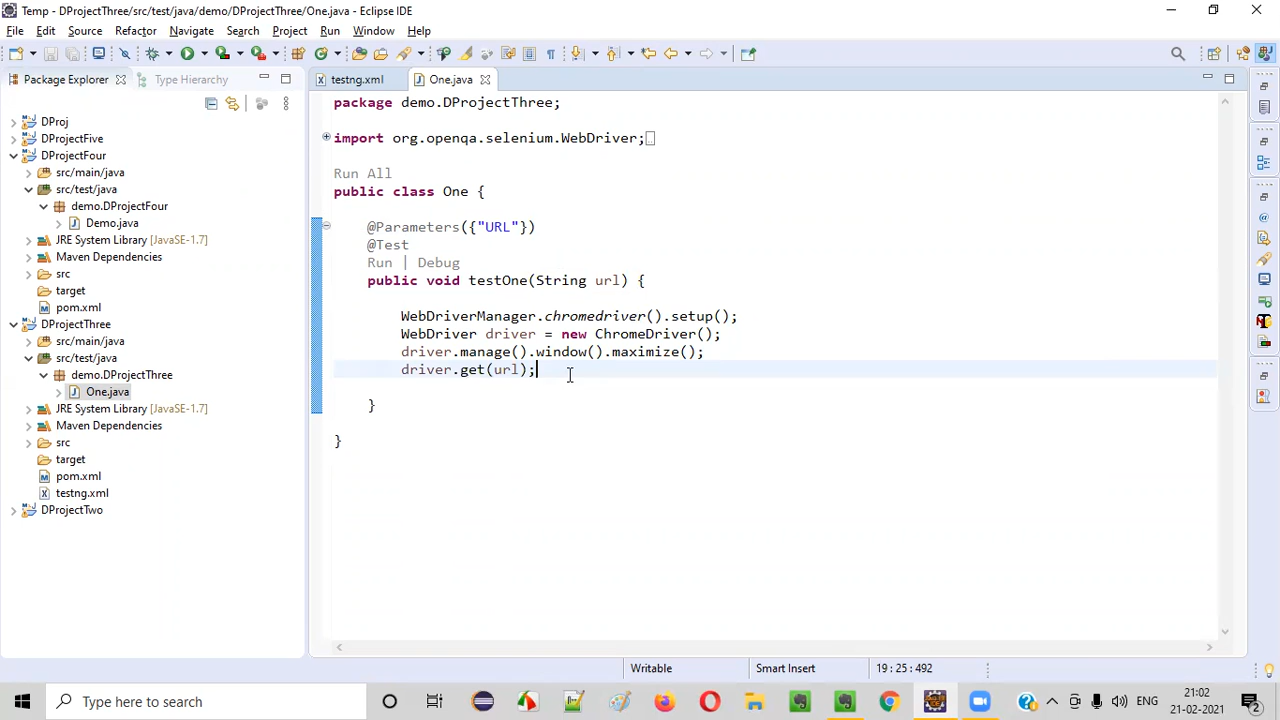 Temp - DProjectThree/src/test/java/demo/DProjectThree/One.java - Eclipse IDE
File Edit Source Refactor Navigate Search Project Run Window Help
Package Explorer Type Hierarchy
testng.xml One.java
DProj
DProjectFive
DProjectFour
src/main/java
src/test/java
demo.DProjectFour
Demo.java
JRE System Library [JavaSE-1.7]
Maven Dependencies
src
target
pom.xml
DProjectThree
src/main/java
src/test/java
demo.DProjectThree
One.java
JRE System Library [JavaSE-1.7]
Maven Dependencies
src
target
pom.xml
testng.xml
DProjectTwo
package demo.DProjectThree;
import org.openqa.selenium.WebDriver;
Run All
public class One {
@Parameters({"URL"})
@Test
Run | Debug
public void testOne(String url) {
WebDriverManager.chromedriver().setup();
WebDriver driver = new ChromeDriver();
driver.manage().window().maximize();
driver.get(url);
}
}
Writable Smart Insert 19 : 25 : 492
Type here to search
ENG
21:02
21-02-2021
2